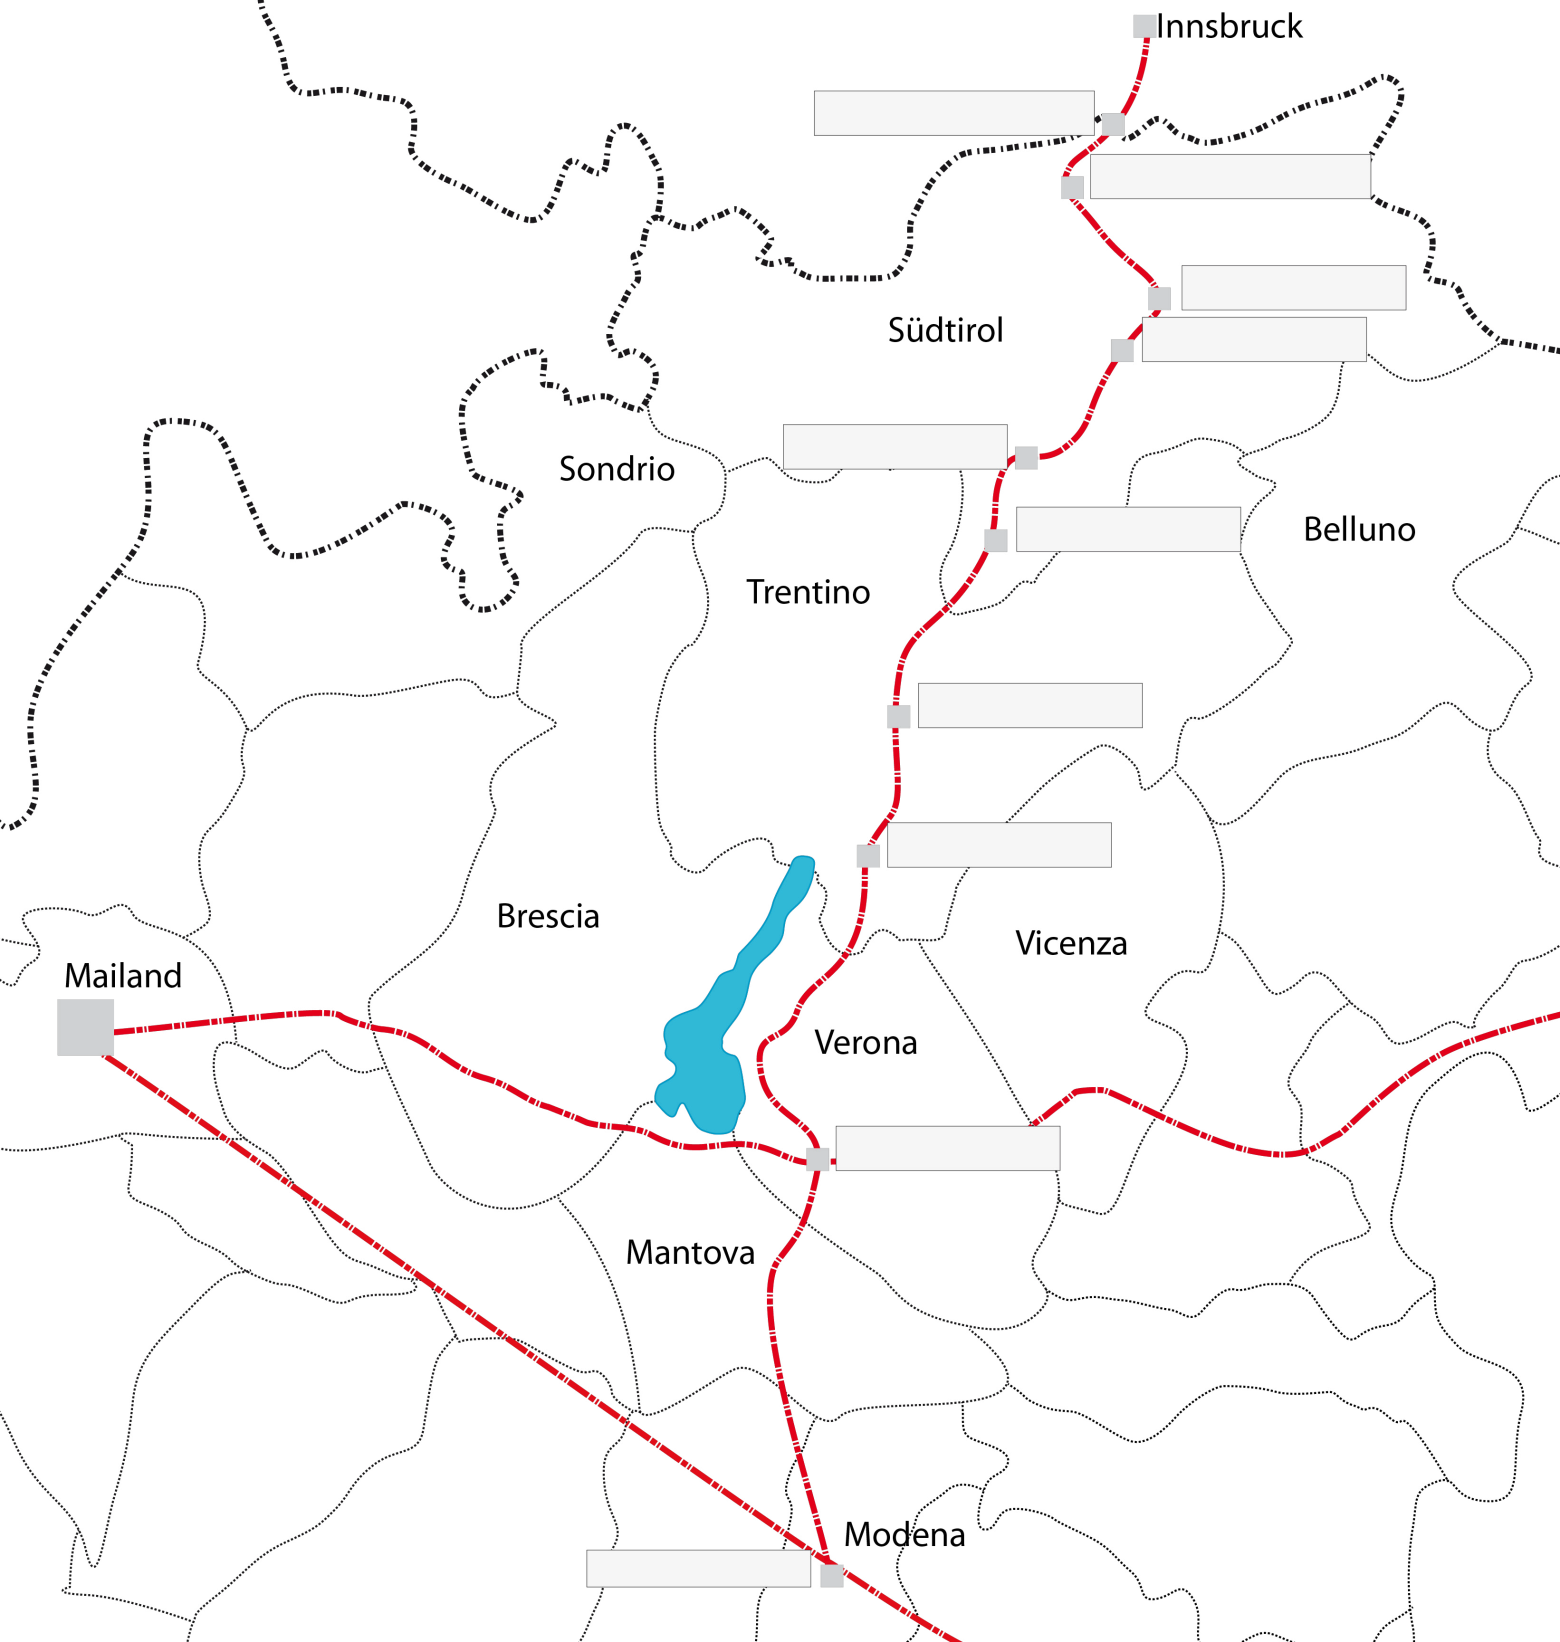 Innsbruck
Südtirol
Sondrio
Belluno
Trentino
Brescia
Vicenza
Mailand
Verona
Mantova
Modena